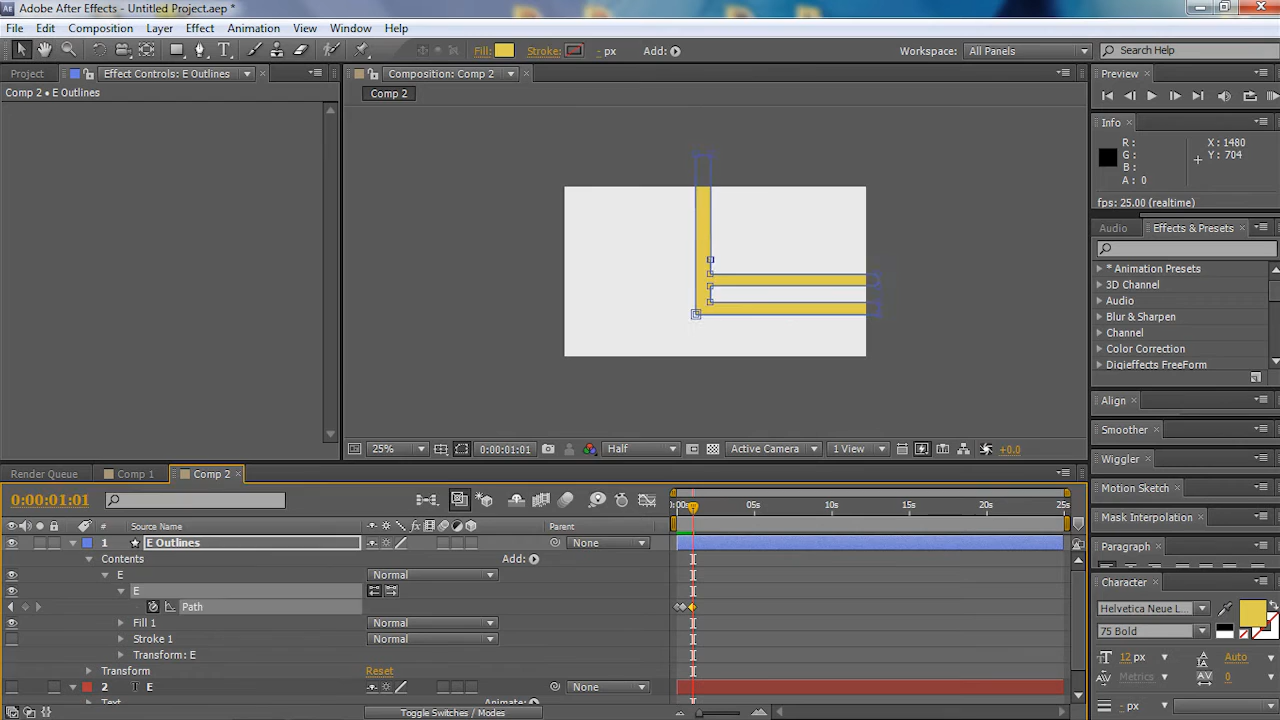 Adobe After Effects - Untitled Project.aep *
File Edit Composition Layer Effect Animation View Window Help
Fill: Stroke: - px Add: Workspace: All Panels Search Help
Project Effect Controls: E Outlines Composition: Comp 2 Preview
Comp 2 • E Outlines Comp 2
Info
R: X: 1480
G: Y: 704
B:
A: 0
fps: 25.00 (realtime)
Audio Effects & Presets
* Animation Presets
3D Channel
Audio
Blur & Sharpen
Channel
Color Correction
Digieffects FreeForm
Align
Smoother
Wiggler
Motion Sketch
Mask Interpolation
Paragraph
Character
Helvetica Neue L...
75 Bold
12 px Auto
Metrics 0
- px
25% 0:00:01:01 Half Active Camera 1 View +0.0
Render Queue Comp 1 Comp 2
0:00:01:01 0:00s 05s 10s 15s 20s 25s
# Source Name Parent
1 E Outlines None
Contents Add:
E Normal
E
Path
Fill 1 Normal
Stroke 1 Normal
Transform: E
Transform Reset
2 T E None
Text Animate:
Toggle Switches / Modes